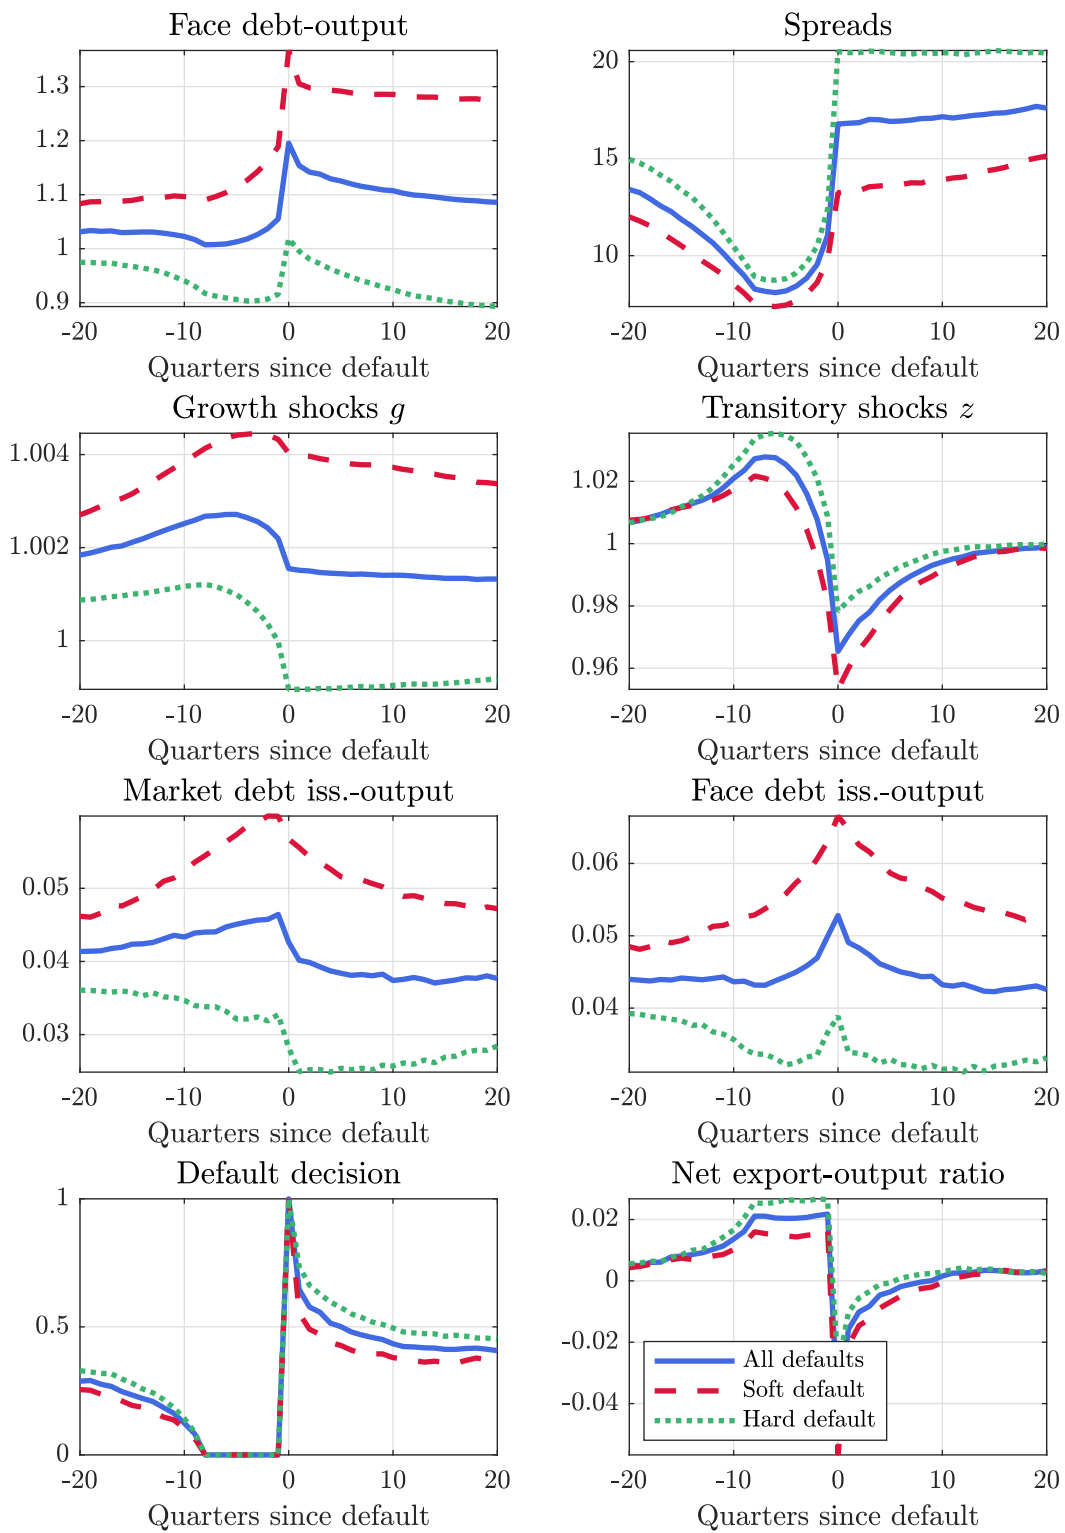 Face debt-output
Spreads
1.3
1.2
1.1
1
0.9
20
15
10
-20 -10 0 10 20
-20 -10 0 10 20
Quarters since default
Quarters since default
Growth shocks g
Transitory shocks z
1.004
1.002
1
1.02
1
0.98
0.96
-20 -10 0 10 20
-20 -10 0 10 20
Quarters since default
Quarters since default
Market debt iss.-output
Face debt iss.-output
0.05
0.04
0.03
0.06
0.05
0.04
-20 -10 0 10 20
-20 -10 0 10 20
Quarters since default
Quarters since default
Default decision
Net export-output ratio
1
0.5
0
0.02
0
-0.02
-0.04
All defaults
Soft default
Hard default
-20 -10 0 10 20
-20 -10 0 10 20
Quarters since default
Quarters since default